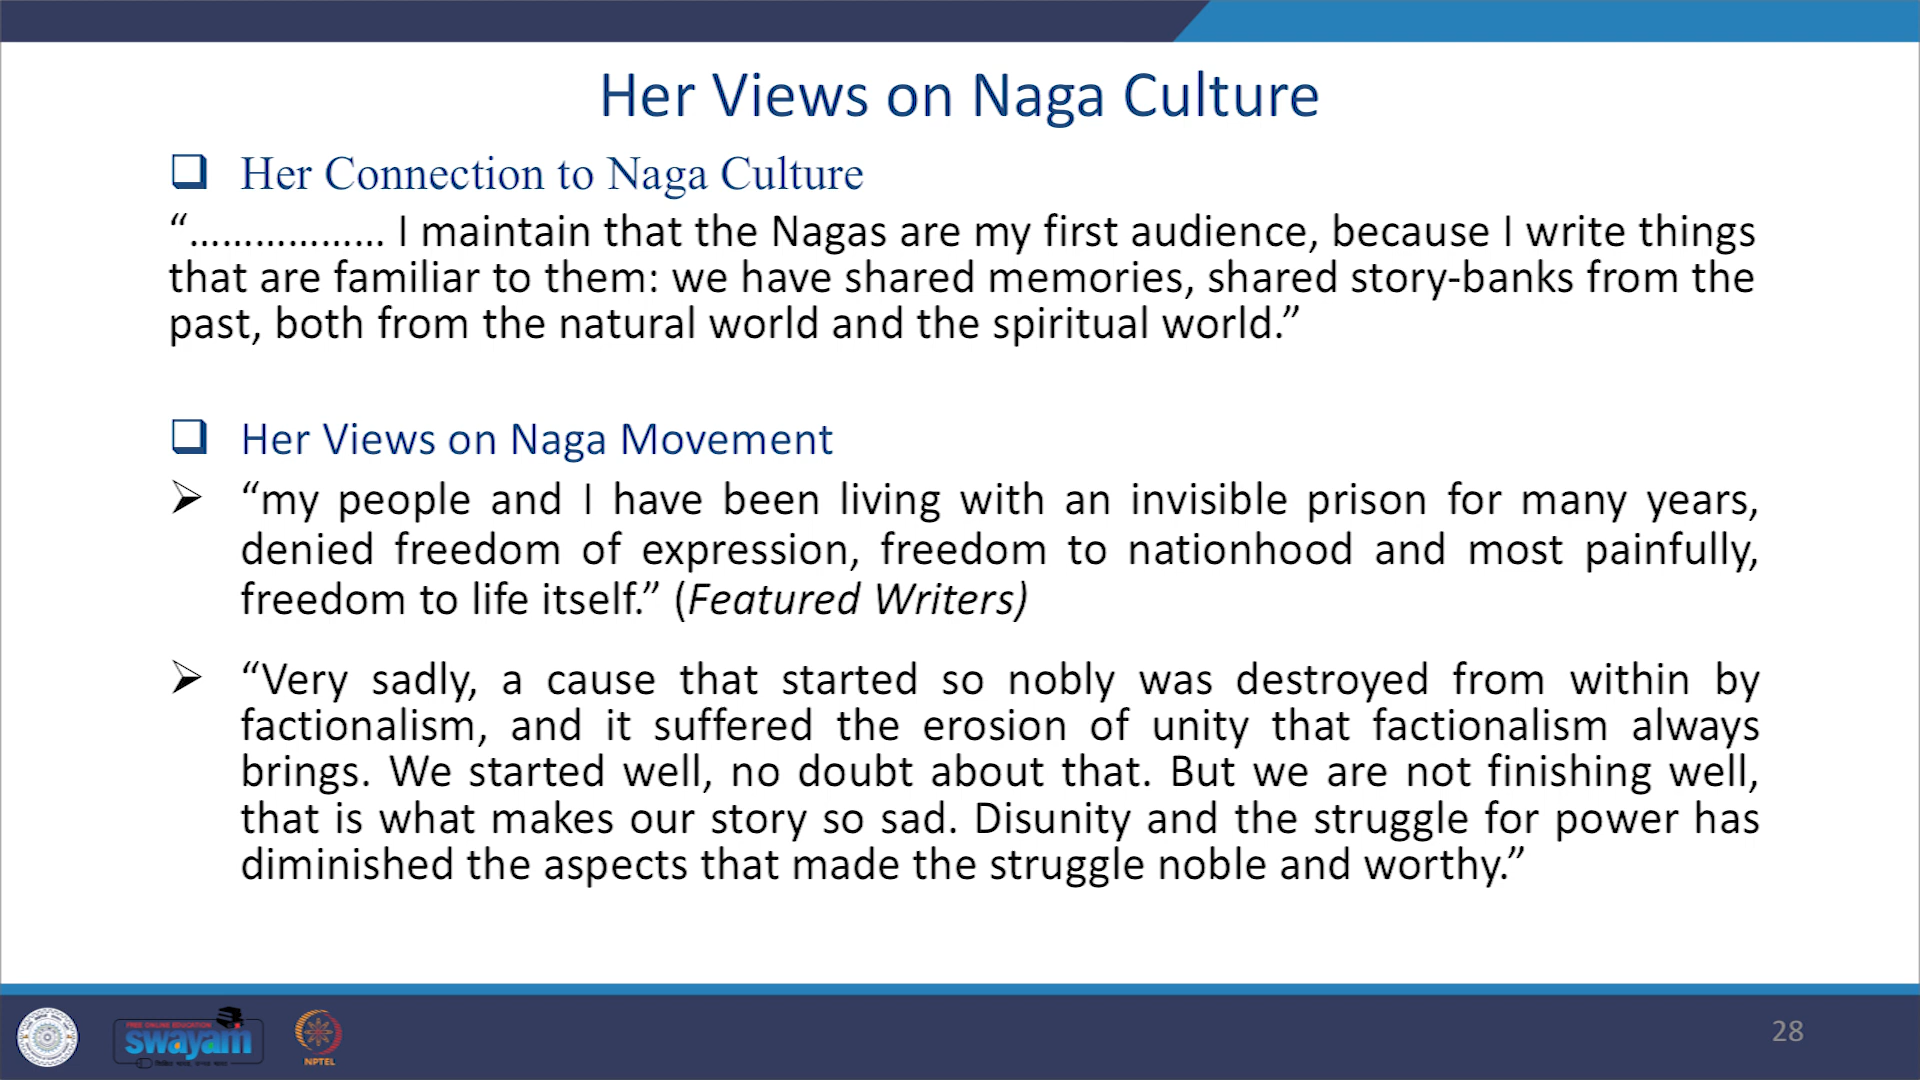 Her Views on Naga Culture
Her Connection to Naga Culture
“.................. I maintain that the Nagas are my first audience, because I write things
that are familiar to them: we have shared memories, shared story-banks from the
past, both from the natural world and the spiritual world.”
Her Views on Naga Movement
“my people and I have been living with an invisible prison for many years,
denied freedom of expression, freedom to nationhood and most painfully,
freedom to life itself.” (Featured Writers)
“Very sadly, a cause that started so nobly was destroyed from within by
factionalism, and it suffered the erosion of unity that factionalism always
brings. We started well, no doubt about that. But we are not finishing well,
that is what makes our story so sad. Disunity and the struggle for power has
diminished the aspects that made the struggle noble and worthy.”
FREE ONLINE EDUCATION
swayam
NPTEL
28